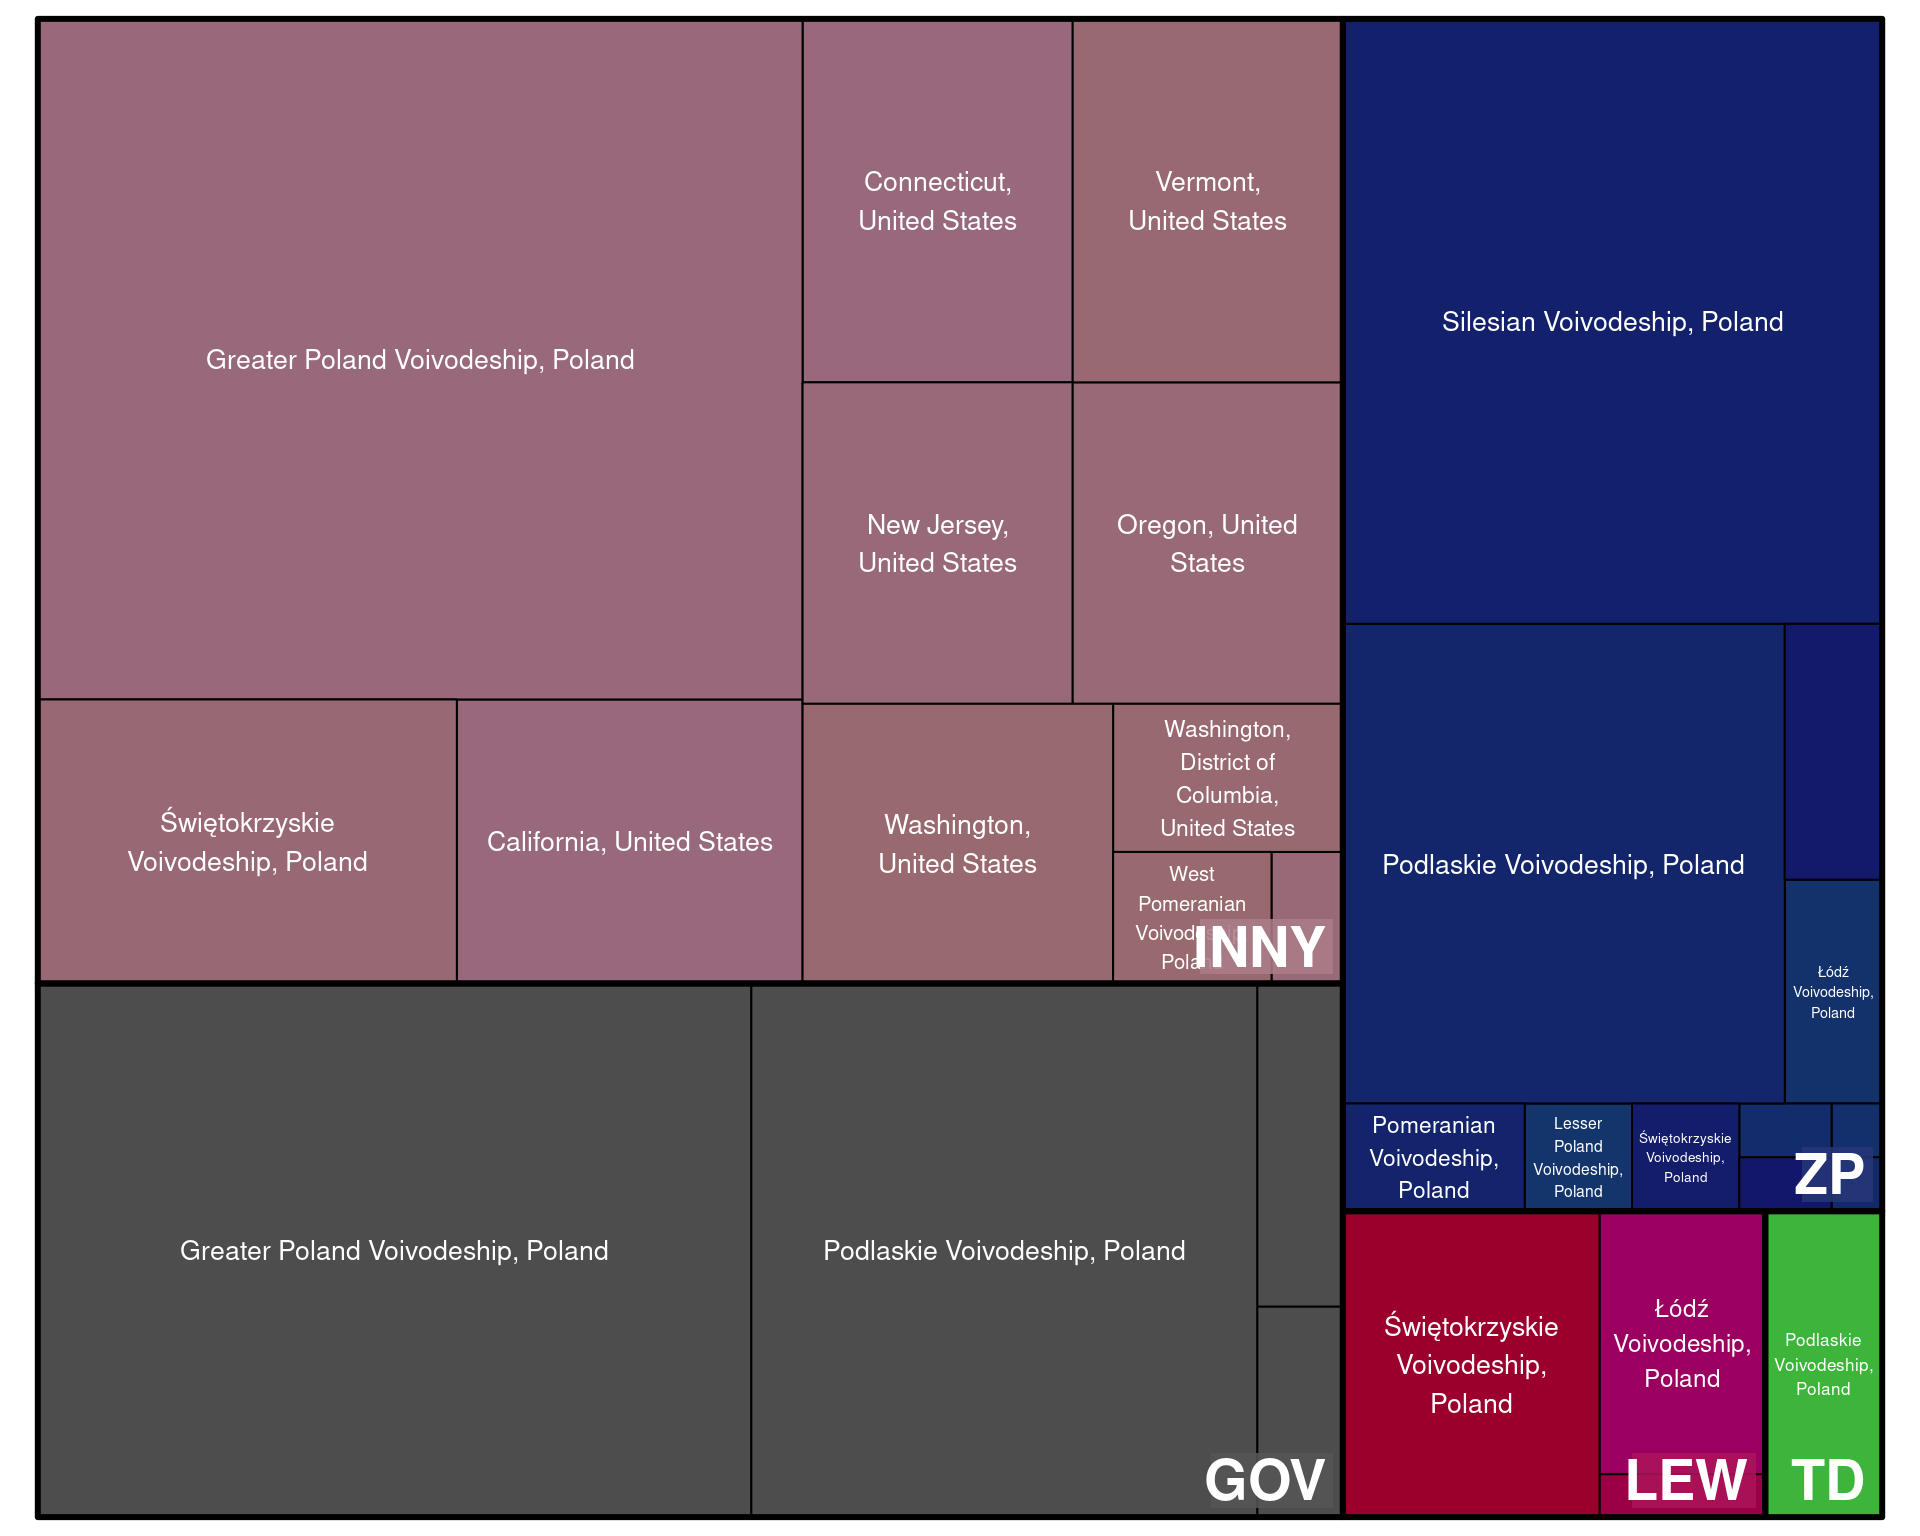 Greater Poland Voivodeship, Poland
Connecticut,
United States
Vermont,
United States
New Jersey,
United States
Oregon, United
States
Świętokrzyskie
Voivodeship, Poland
California, United States
Washington,
United States
Washington,
District of
Columbia,
United States
West
Pomeranian
INNY
Greater Poland Voivodeship, Poland
Podlaskie Voivodeship, Poland
GOV
Silesian Voivodeship, Poland
Podlaskie Voivodeship, Poland
Łódź
Voivodeship,
Poland
Pomeranian
Voivodeship,
Poland
Lesser
Poland
Voivodeship,
Poland
Świętokrzyskie
Voivodeship,
Poland
ZP
Świętokrzyskie
Voivodeship,
Poland
Łódź
Voivodeship,
Poland
LEW
Podlaskie
Voivodeship,
Poland
TD